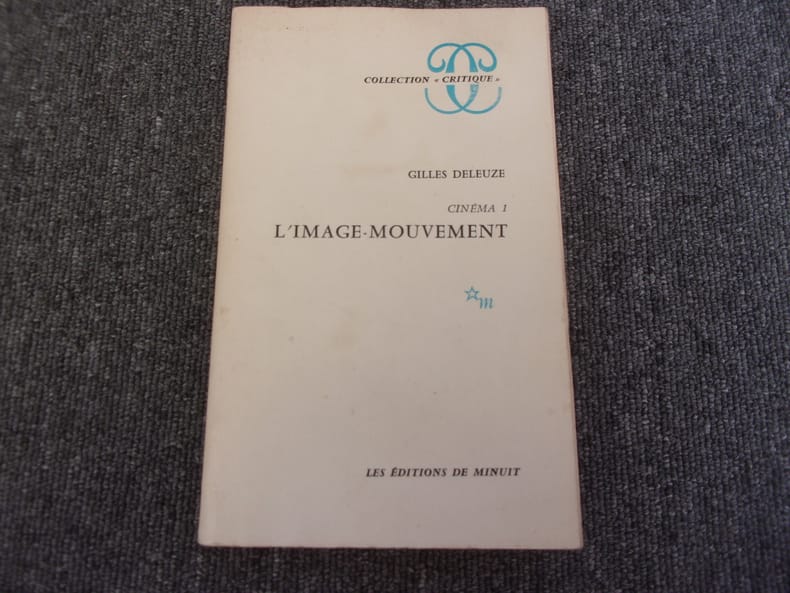 COLLECTION « CRITIQUE »
GILLES DELEUZE
CINÉMA 1
L'IMAGE-MOUVEMENT
m
LES ÉDITIONS DE MINUIT